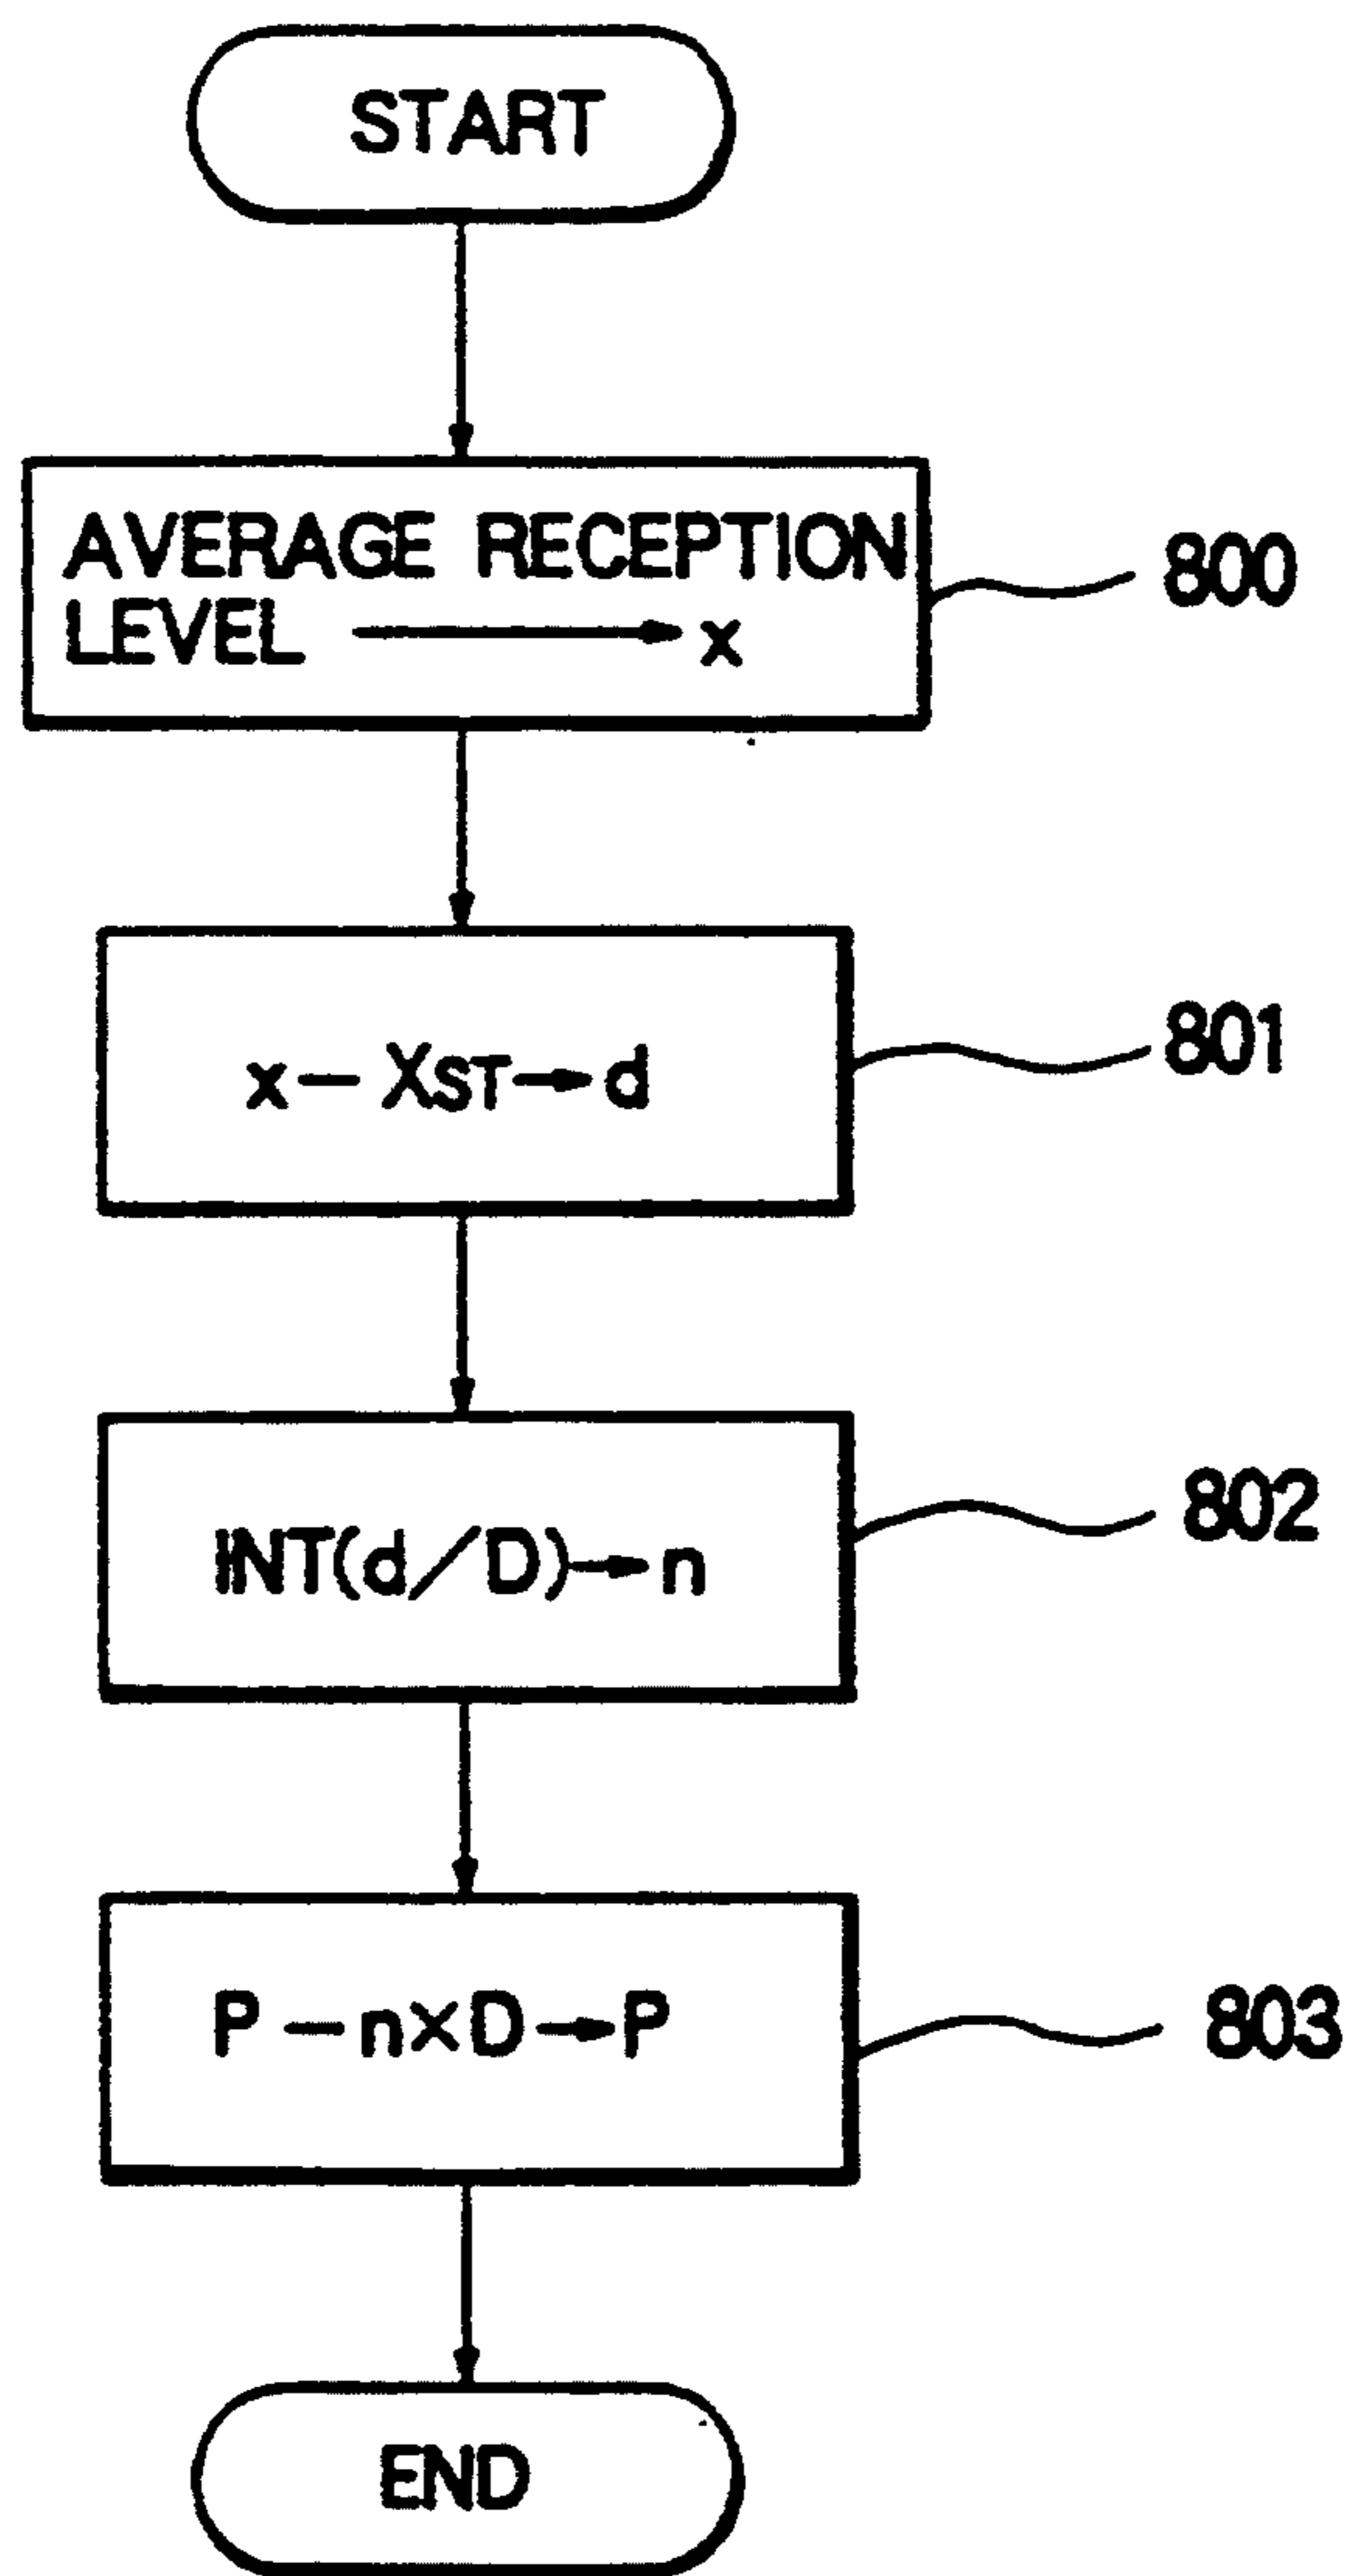 START
AVERAGE RECEPTION
LEVEL → x
800
x − XST → d
801
INT(d/D) → n
802
P − n×D → P
803
END